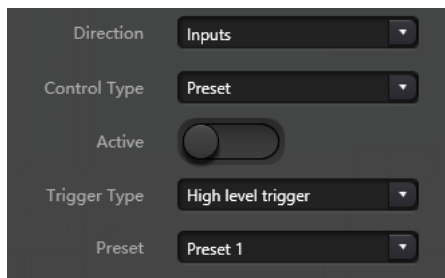 Direction Inputs
Control Type Preset
Active
Trigger Type High level trigger
Preset Preset 1